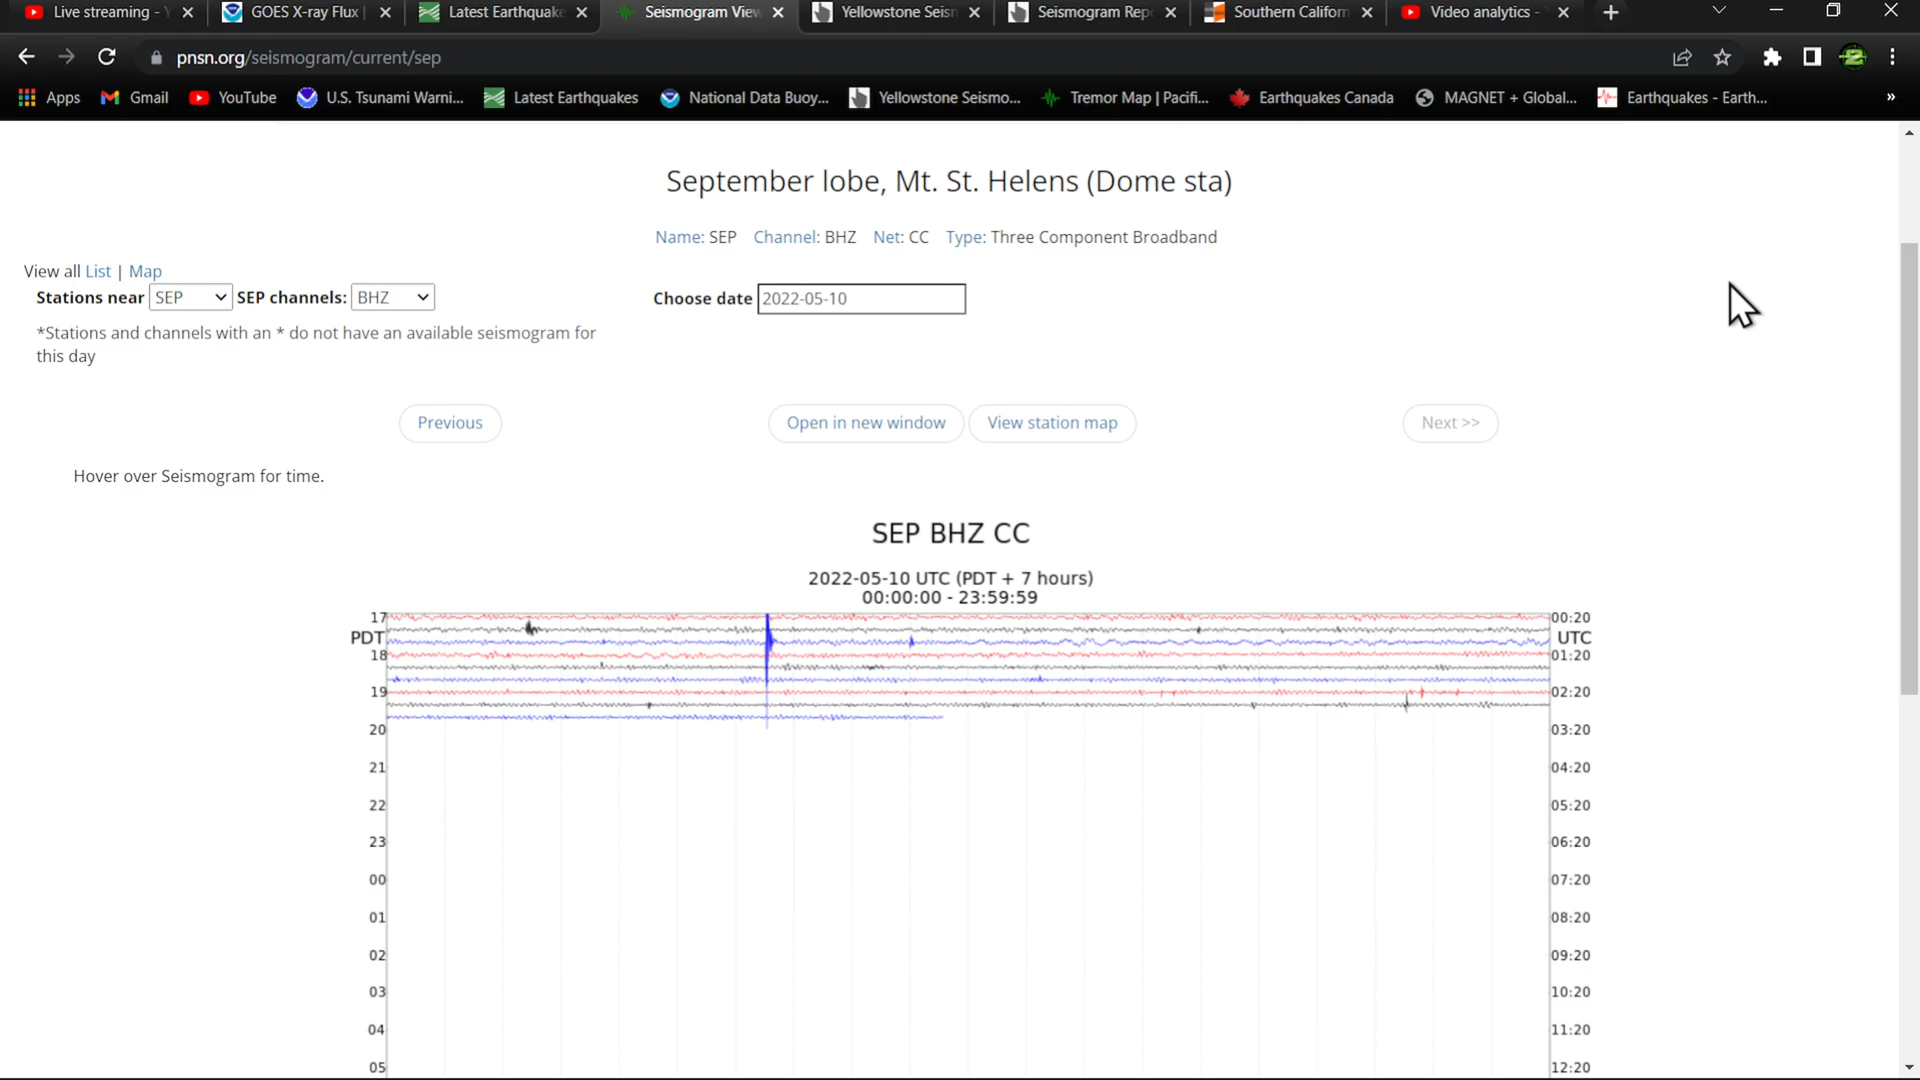 Live streaming -
GOES X-ray Flux
Latest Earthquake
Seismogram View
Yellowstone Seism
Seismogram Rep
Southern Californ
Video analytics -
pnsn.org/seismogram/current/sep
Apps
Gmail
YouTube
U.S. Tsunami Warni...
Latest Earthquakes
National Data Buoy...
Yellowstone Seismo...
Tremor Map | Pacifi...
Earthquakes Canada
MAGNET + Global...
Earthquakes - Earth...
»
September lobe, Mt. St. Helens (Dome sta)
Name: SEP Channel: BHZ Net: CC Type: Three Component Broadband
View all List | Map
Stations near SEP SEP channels: BHZ
Choose date 2022-05-10
*Stations and channels with an * do not have an available seismogram for
this day
Previous
Open in new window
View station map
Next >>
Hover over Seismogram for time.
SEP BHZ CC
2022-05-10 UTC (PDT + 7 hours)
00:00:00 - 23:59:59
17 00:20
PDT UTC
18 01:20
19 02:20
20 03:20
21 04:20
22 05:20
23 06:20
00 07:20
01 08:20
02 09:20
03 10:20
04 11:20
05 12:20